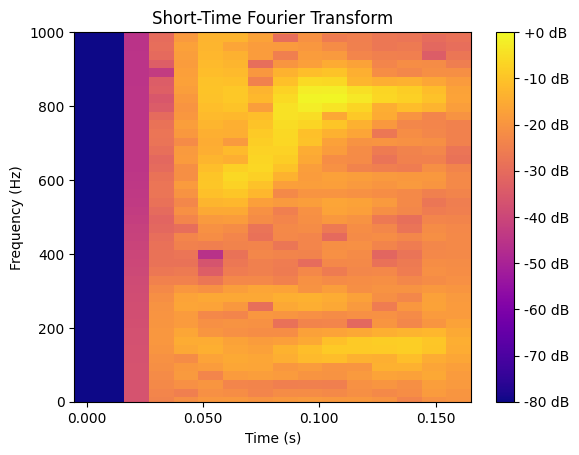 Short-Time Fourier Transform
1000
800
600
400
200
0
Frequency (Hz)
0.000
0.050
0.100
0.150
Time (s)
+0 dB
-10 dB
-20 dB
-30 dB
-40 dB
-50 dB
-60 dB
-70 dB
-80 dB